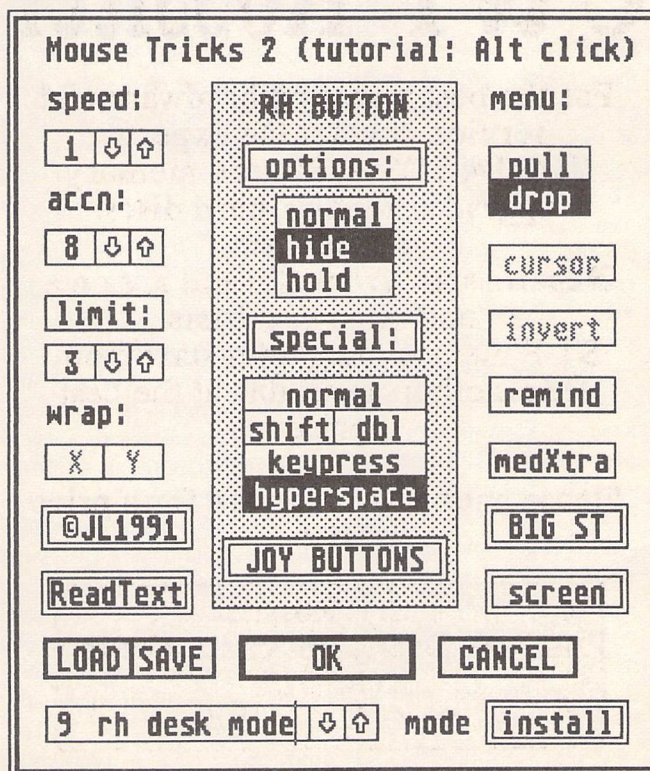 Mouse Tricks 2 (tutorial: Alt click)
speed:
1 ⇩ ⇧
accn:
8 ⇩ ⇧
limit:
3 ⇩ ⇧
wrap:
X Y
©JL1991
ReadText
RH BUTTON
options:
normal
hide
hold
special:
normal
shift dbl
keypress
hyperspace
JOY BUTTONS
menu:
pull
drop
cursor
invert
remind
medXtra
BIG ST
screen
LOAD SAVE OK CANCEL
9 rh desk mode ⇩ ⇧ mode install